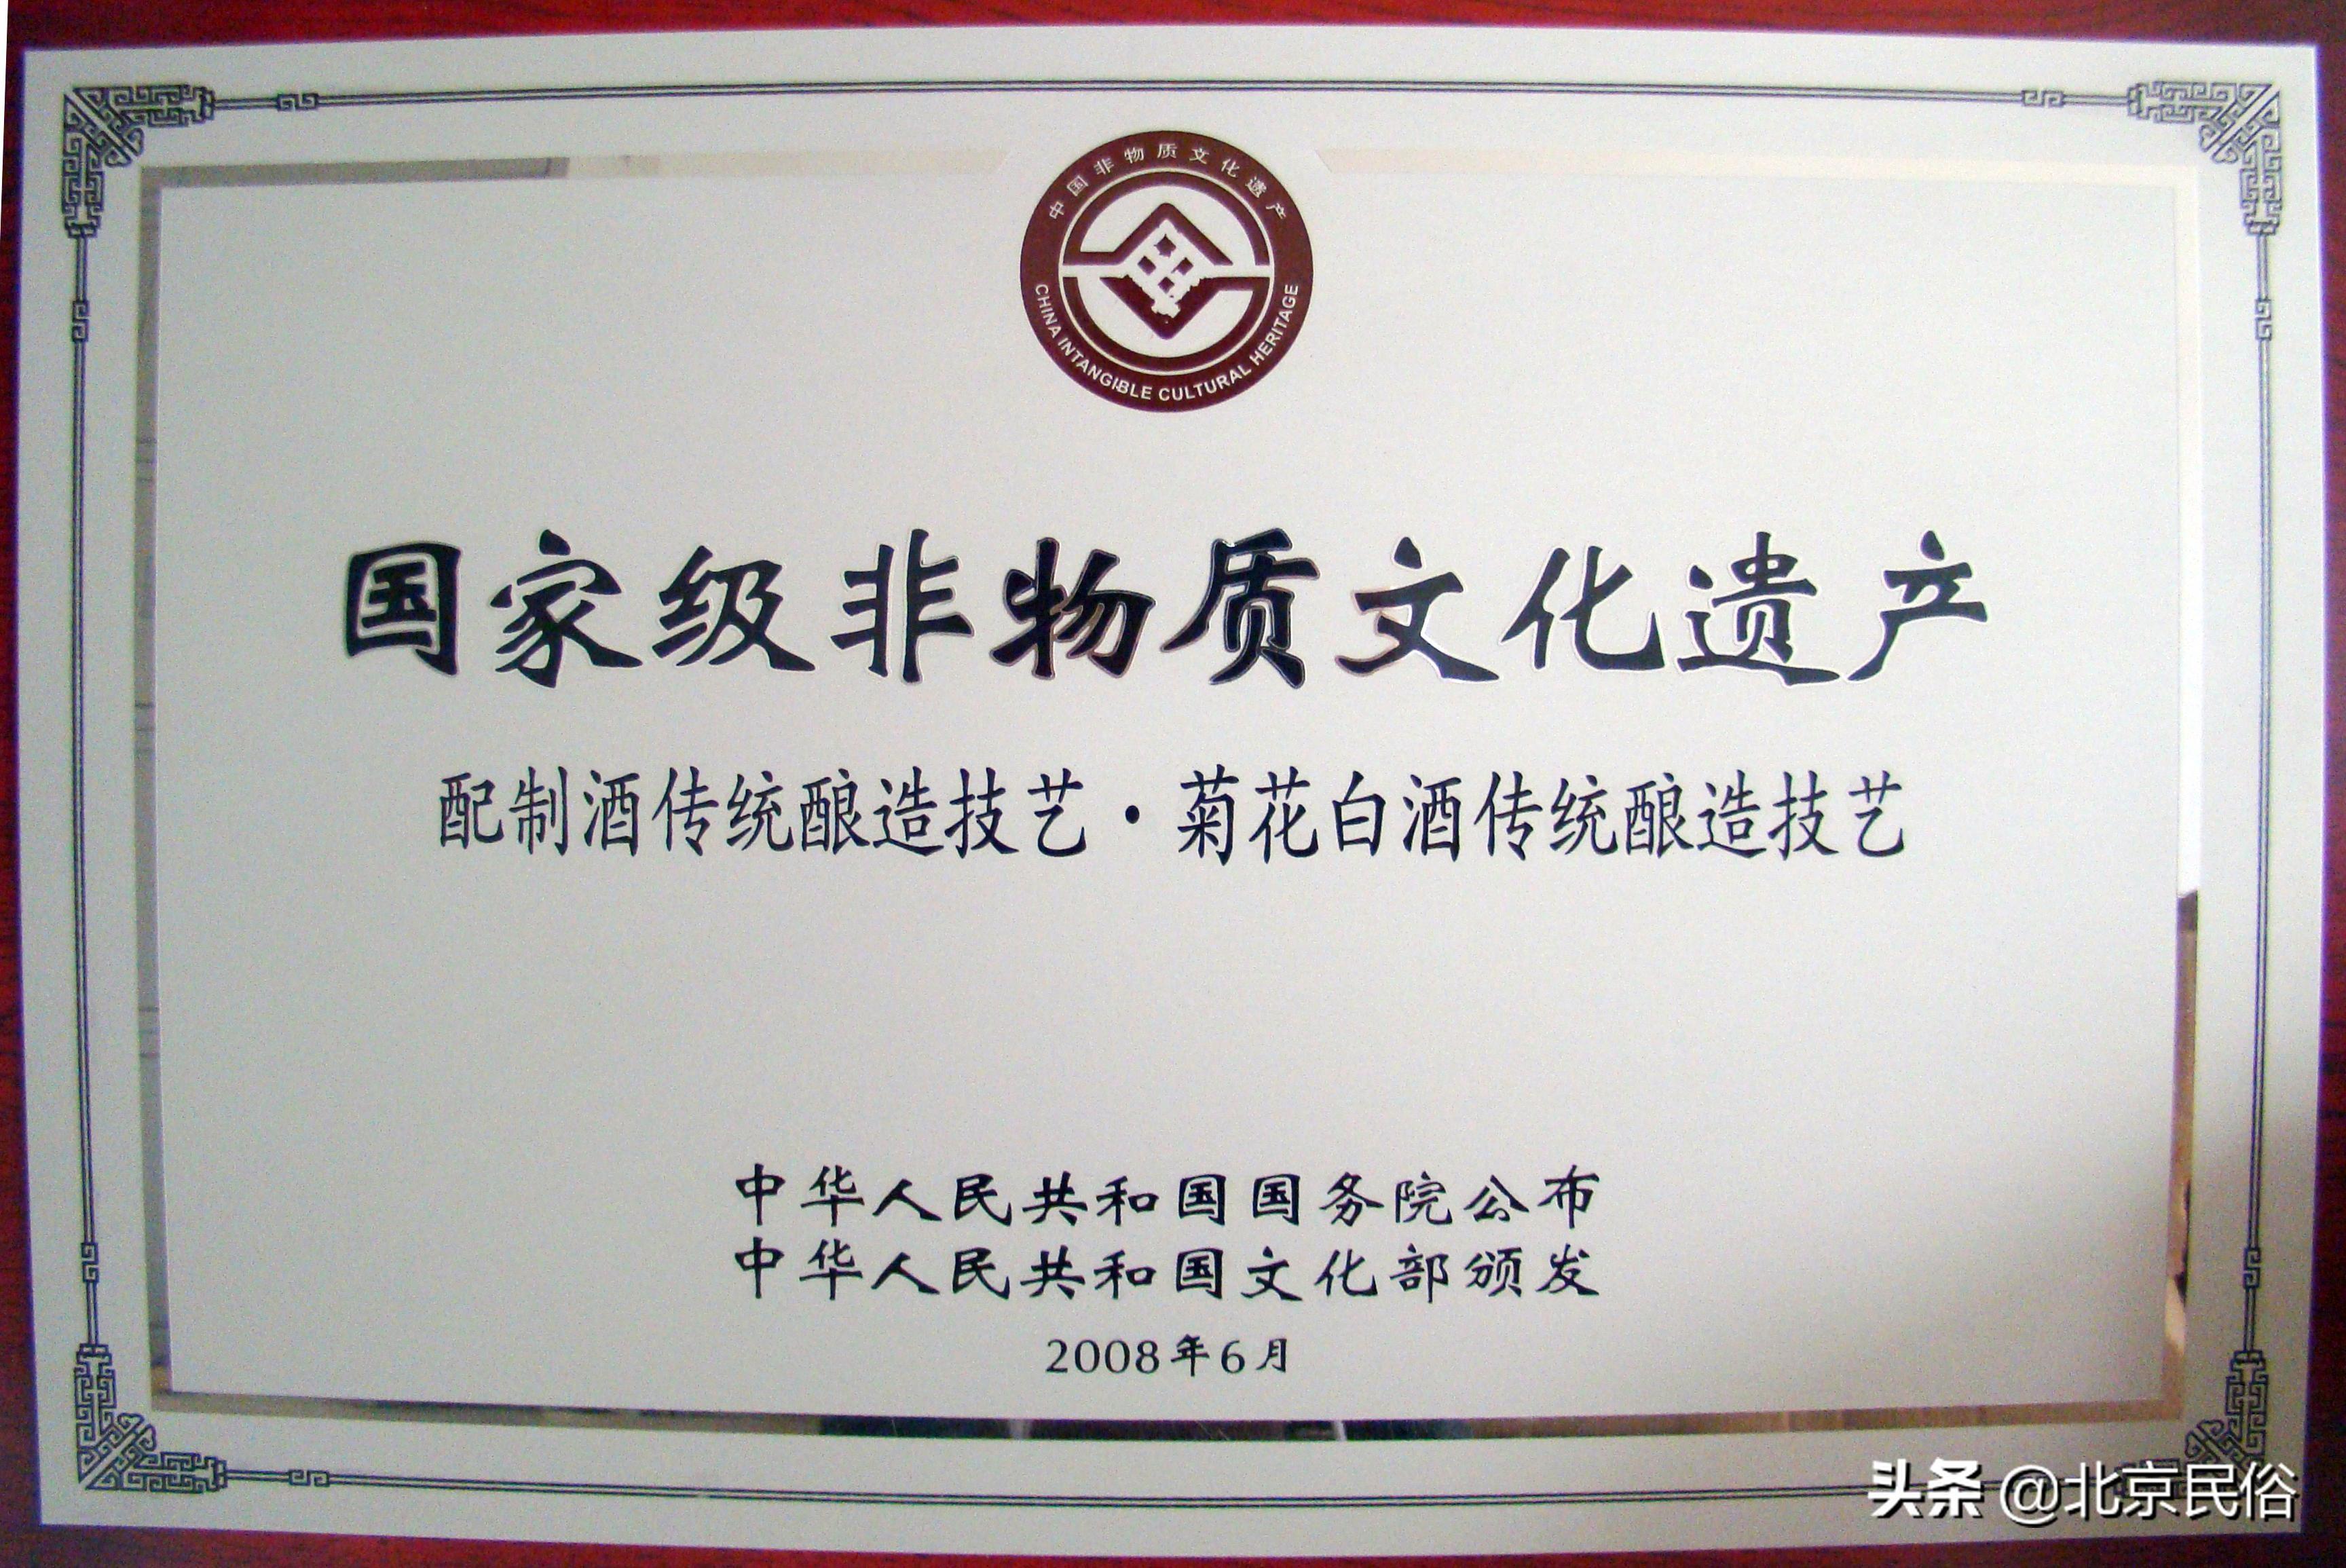 中国非物质文化遗产
CHINA INTANGIBLE CULTURAL HERITAGE
国家级非物质文化遗产
配制酒传统酿造技艺·菊花白酒传统酿造技艺
中华人民共和国国务院公布
中华人民共和国文化部颁发
2008年6月
头条 @北京民俗